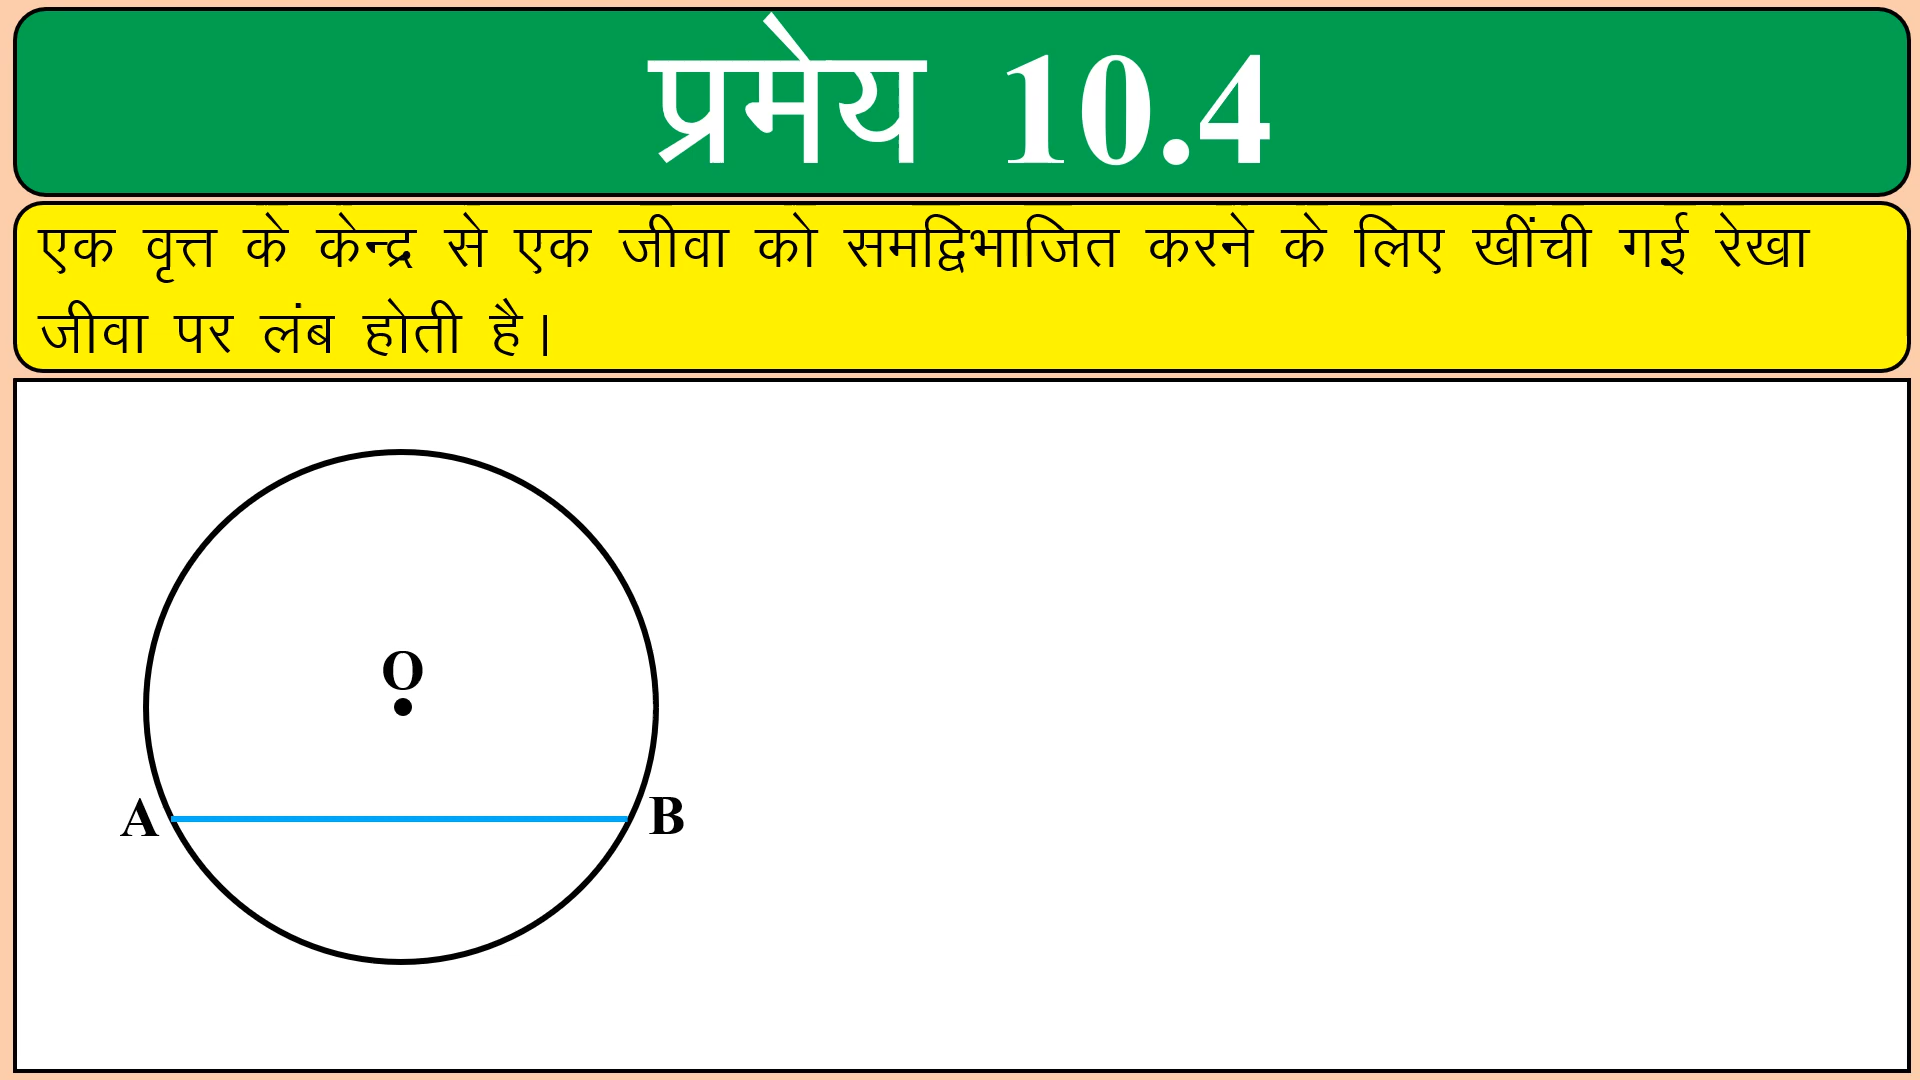 प्रमेय 10.4
एक वृत्त के केन्द्र से एक जीवा को समद्विभाजित करने के लिए खींची गई रेखा
जीवा पर लंब होती है।
O
A
B